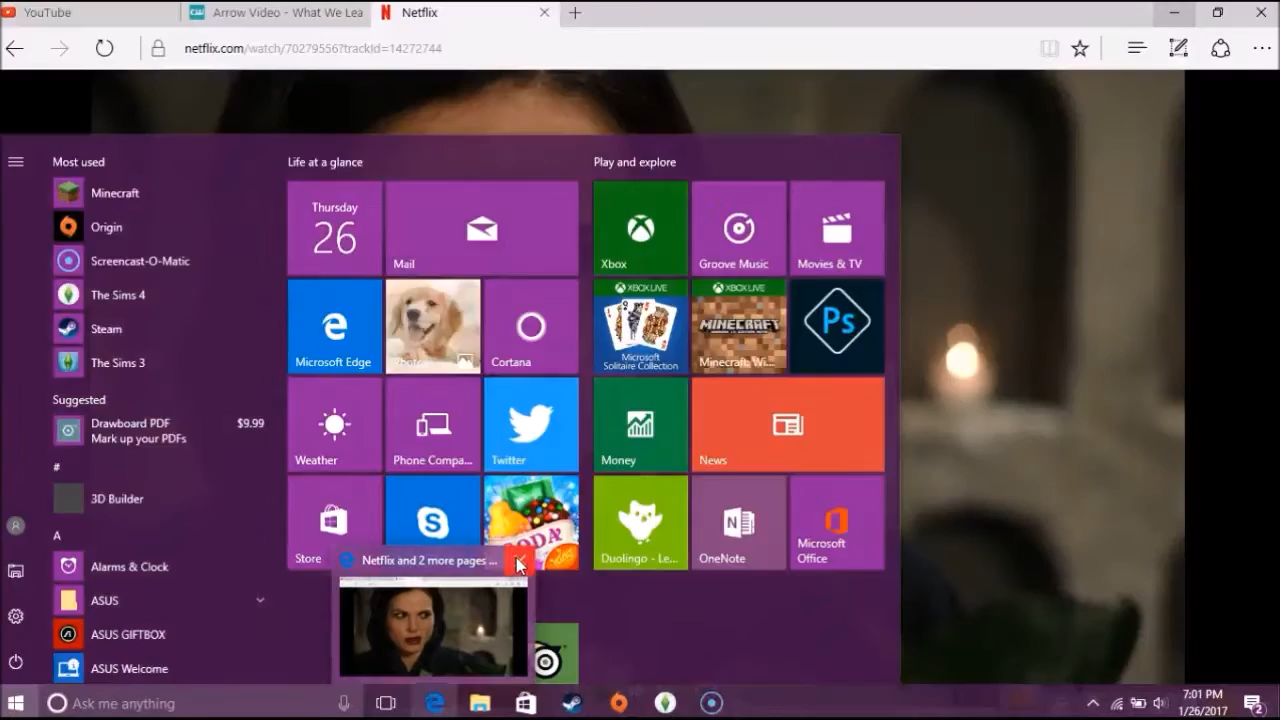 YouTube
CW
Arrow Video - What We Lea
Netflix
netflix.com/watch/70279556?trackId=14272744
Most used
Life at a glance
Play and explore
Minecraft
Origin
Screencast-O-Matic
The Sims 4
Steam
The Sims 3
Suggested
Drawboard PDF $9.99
Mark up your PDFs
#
3D Builder
A
Alarms & Clock
ASUS
ASUS GIFTBOX
ASUS Welcome
Thursday
26
Mail
Microsoft Edge
Photos
Cortana
Weather
Phone Compa...
Twitter
Store
SODA
Xbox
Groove Music
Movies & TV
XBOX LIVE
Microsoft
Solitaire Collection
XBOX LIVE
MINECRAFT
Minecraft: Wi...
Ps
Money
News
Duolingo - Le...
OneNote
Microsoft
Office
Netflix and 2 more pages ...
Ask me anything
7:01 PM
1/26/2017
2